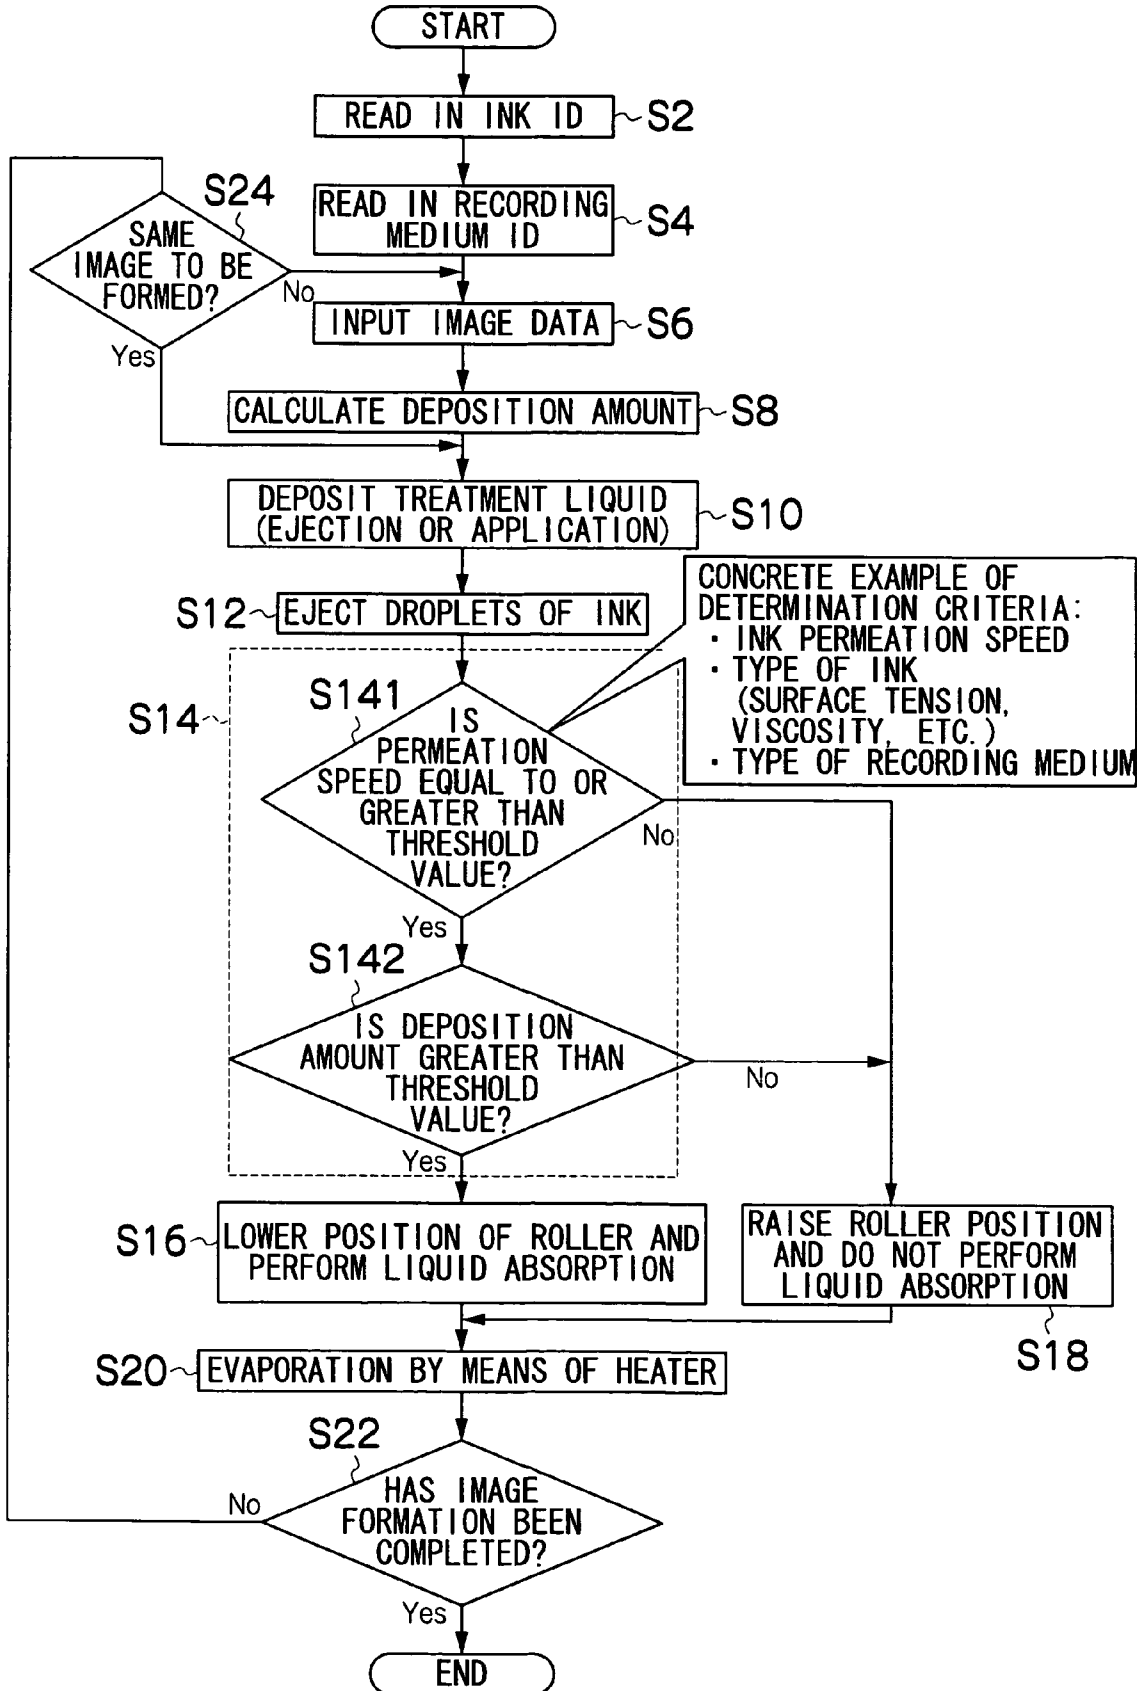 START
READ IN INK ID
S2
READ IN RECORDING
MEDIUM ID
S4
S24
SAME
IMAGE TO BE
FORMED?
No
Yes
INPUT IMAGE DATA
S6
CALCULATE DEPOSITION AMOUNT
S8
DEPOSIT TREATMENT LIQUID
(EJECTION OR APPLICATION)
S10
S12
EJECT DROPLETS OF INK
CONCRETE EXAMPLE OF
DETERMINATION CRITERIA:
· INK PERMEATION SPEED
· TYPE OF INK
(SURFACE TENSION,
VISCOSITY, ETC.)
· TYPE OF RECORDING MEDIUM
S14
S141
IS
PERMEATION
SPEED EQUAL TO OR
GREATER THAN
THRESHOLD
VALUE?
No
Yes
S142
IS DEPOSITION
AMOUNT GREATER THAN
THRESHOLD
VALUE?
No
Yes
S16
LOWER POSITION OF ROLLER AND
PERFORM LIQUID ABSORPTION
RAISE ROLLER POSITION
AND DO NOT PERFORM
LIQUID ABSORPTION
S18
S20
EVAPORATION BY MEANS OF HEATER
S22
HAS IMAGE
FORMATION BEEN
COMPLETED?
No
Yes
END